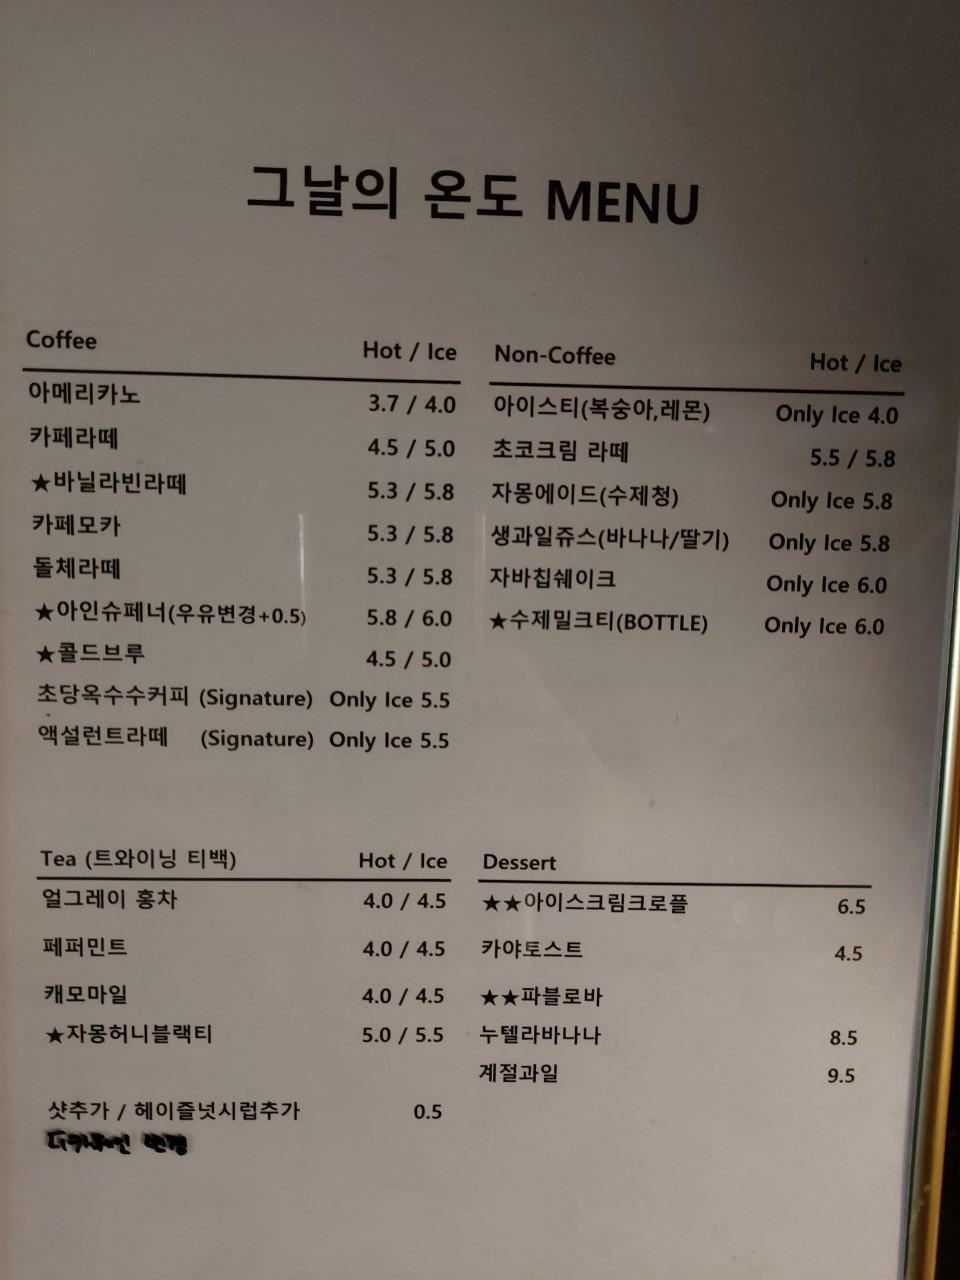 그날의 온도 MENU
Coffee Hot / Ice
아메리카노 3.7 / 4.0
카페라떼 4.5 / 5.0
★바닐라빈라떼 5.3 / 5.8
카페모카 5.3 / 5.8
돌체라떼 5.3 / 5.8
★아인슈페너(우유변경+0.5) 5.8 / 6.0
★콜드브루 4.5 / 5.0
초당옥수수커피 (Signature) Only Ice 5.5
액설런트라떼 (Signature) Only Ice 5.5
Non-Coffee Hot / Ice
아이스티(복숭아,레몬) Only Ice 4.0
초코크림 라떼 5.5 / 5.8
자몽에이드(수제청) Only Ice 5.8
생과일쥬스(바나나/딸기) Only Ice 5.8
자바칩쉐이크 Only Ice 6.0
★수제밀크티(BOTTLE) Only Ice 6.0
Tea (트와이닝 티백) Hot / Ice
얼그레이 홍차 4.0 / 4.5
페퍼민트 4.0 / 4.5
캐모마일 4.0 / 4.5
★자몽허니블랙티 5.0 / 5.5
샷추가 / 헤이즐넛시럽추가 0.5
Dessert
★★아이스크림크로플 6.5
카야토스트 4.5
★★파블로바
누텔라바나나 8.5
계절과일 9.5